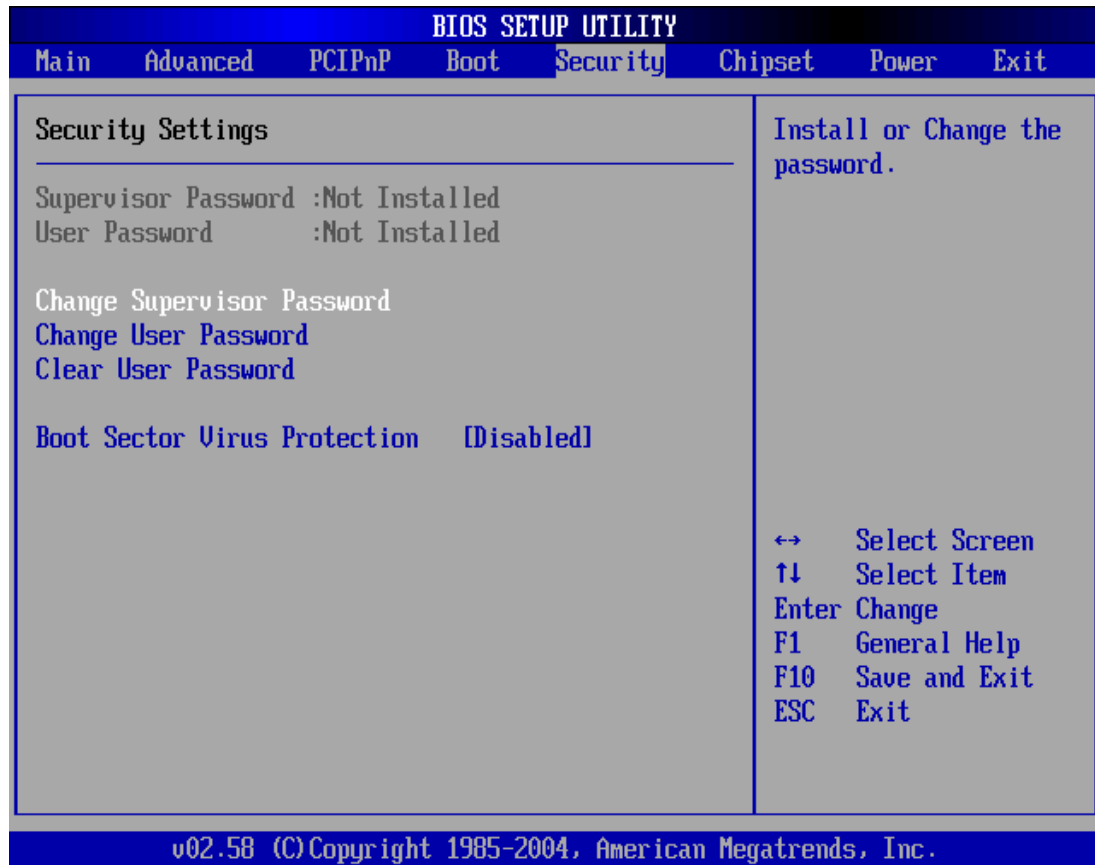 BIOS SETUP UTILITY
Main Advanced PCIPnP Boot Security Chipset Power Exit
Security Settings
Supervisor Password :Not Installed
User Password :Not Installed
Change Supervisor Password
Change User Password
Clear User Password
Boot Sector Virus Protection [Disabled]
Install or Change the
password.
↔ Select Screen
↑↓ Select Item
Enter Change
F1 General Help
F10 Save and Exit
ESC Exit
v02.58 (C)Copyright 1985-2004, American Megatrends, Inc.